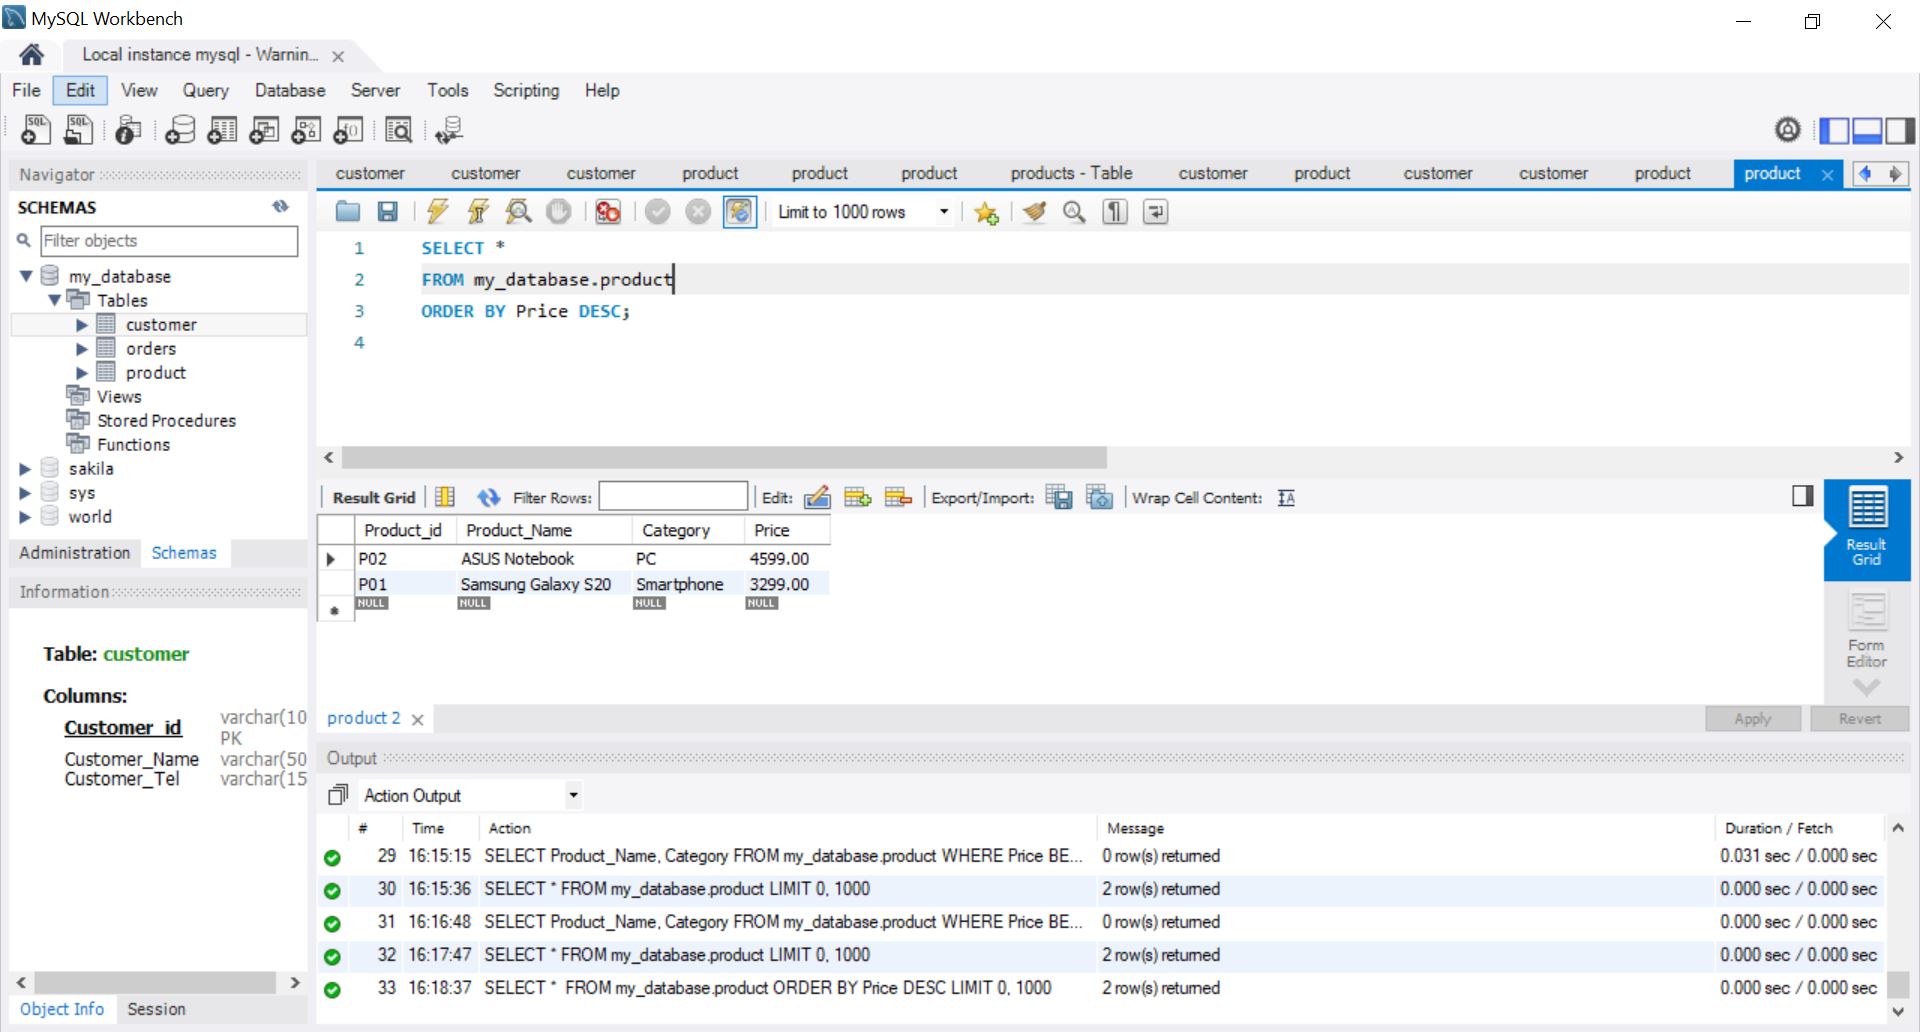 MySQL Workbench
Local instance mysql - Warnin...
File Edit View Query Database Server Tools Scripting Help
Navigator
SCHEMAS
Filter objects
my_database
Tables
customer
orders
product
Views
Stored Procedures
Functions
sakila
sys
world
Administration Schemas
Information
Table: customer
Columns:
Customer_id varchar(10
PK
Customer_Name varchar(50
Customer_Tel varchar(15
Object Info Session
customer customer customer product product product products - Table customer product customer customer product product
Limit to 1000 rows
1 SELECT *
2 FROM my_database.product
3 ORDER BY Price DESC;
4
Result Grid Filter Rows: Edit: Export/Import: Wrap Cell Content:
Product_id Product_Name Category Price
P02 ASUS Notebook PC 4599.00
P01 Samsung Galaxy S20 Smartphone 3299.00
NULL NULL NULL NULL
Result
Grid
Form
Editor
product 2
Apply Revert
Output
Action Output
# Time Action Message Duration / Fetch
29 16:15:15 SELECT Product_Name, Category FROM my_database.product WHERE Price BE... 0 row(s) returned 0.031 sec / 0.000 sec
30 16:15:36 SELECT * FROM my_database.product LIMIT 0, 1000 2 row(s) returned 0.000 sec / 0.000 sec
31 16:16:48 SELECT Product_Name, Category FROM my_database.product WHERE Price BE... 0 row(s) returned 0.000 sec / 0.000 sec
32 16:17:47 SELECT * FROM my_database.product LIMIT 0, 1000 2 row(s) returned 0.000 sec / 0.000 sec
33 16:18:37 SELECT * FROM my_database.product ORDER BY Price DESC LIMIT 0, 1000 2 row(s) returned 0.000 sec / 0.000 sec